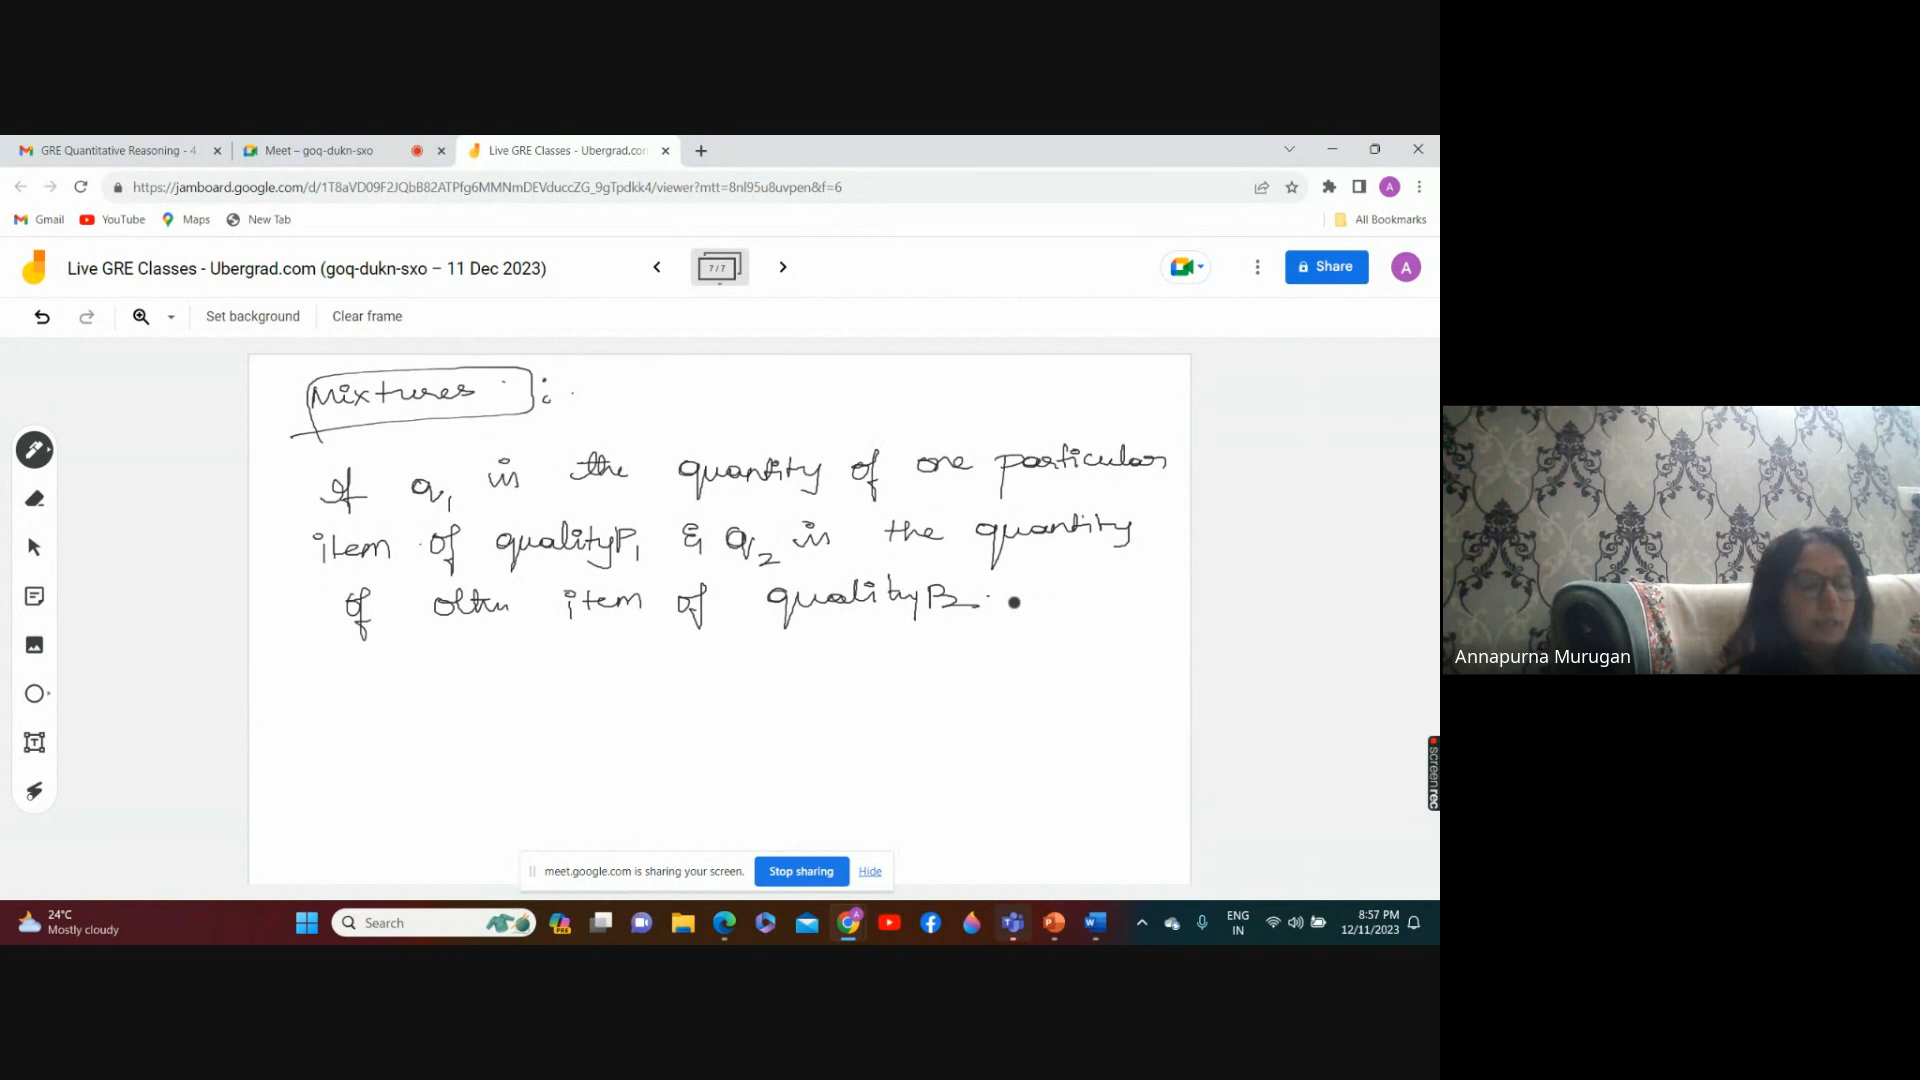 GRE Quantitative Reasoning - 4
Meet – goq-dukn-sxo
Live GRE Classes - Ubergrad.con
https://jamboard.google.com/d/1T8aVD09F2JQbB82ATPfg6MMNmDEVduccZG_9gTpdkk4/viewer?mtt=8nl95u8uvpen&f=6
A
Gmail YouTube Maps New Tab All Bookmarks
Live GRE Classes - Ubergrad.com (goq-dukn-sxo – 11 Dec 2023)
7/7
Share
A
Set background Clear frame
Mixtures :
If q1 is the quantity of one particular
item of quality P1 & q2 is the quantity
of other item of quality P2.
Annapurna Murugan
screenrec
meet.google.com is sharing your screen. Stop sharing Hide
24°C
Mostly cloudy
Search
PRE
ENG
IN
8:57 PM
12/11/2023